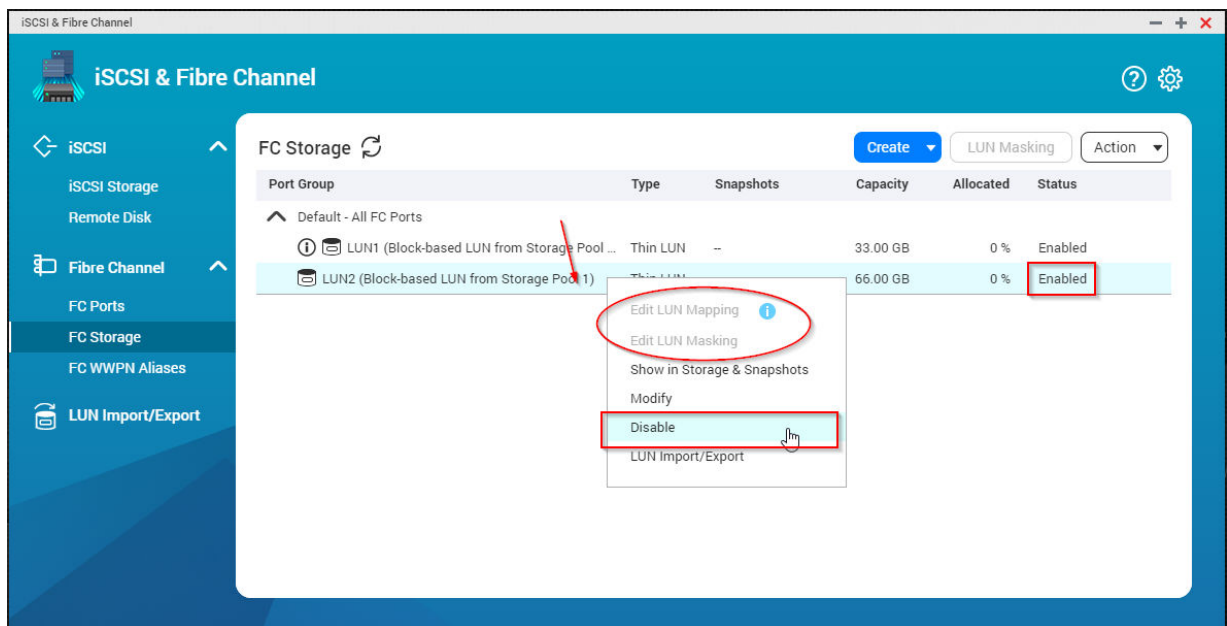 iSCSI & Fibre Channel
iSCSI & Fibre Channel
iSCSI
iSCSI Storage
Remote Disk
Fibre Channel
FC Ports
FC Storage
FC WWPN Aliases
LUN Import/Export
FC Storage
Create
LUN Masking
Action
Port Group Type Snapshots Capacity Allocated Status
Default - All FC Ports
LUN1 (Block-based LUN from Storage Pool ... Thin LUN -- 33.00 GB 0 % Enabled
LUN2 (Block-based LUN from Storage Pool 1) Thin LUN 66.00 GB 0 % Enabled
Edit LUN Mapping
Edit LUN Masking
Show in Storage & Snapshots
Modify
Disable
LUN Import/Export